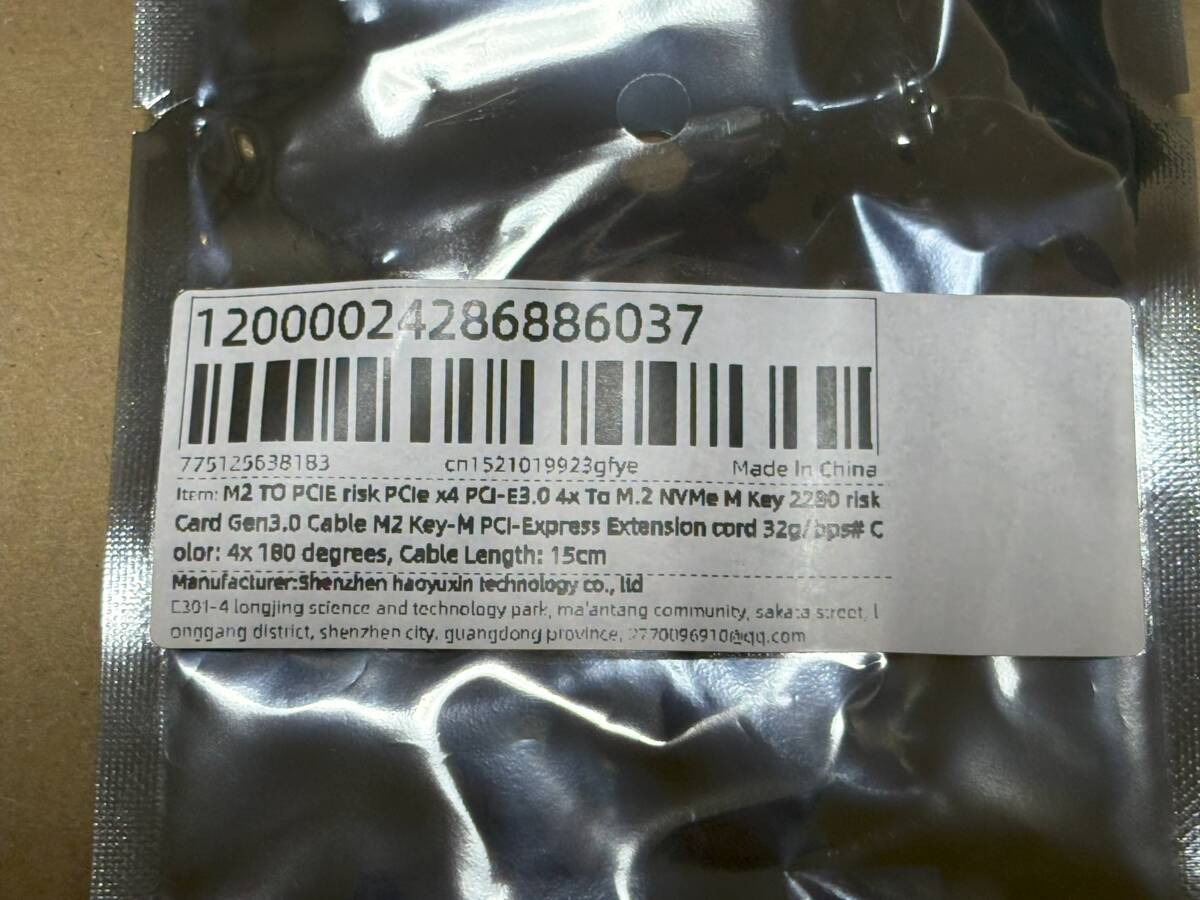 12000024286886037
775125638183
cn1521019923gfye
Made In China
Item: M2 TO PCIE risk PCIe x4 PCI-E3.0 4x To M.2 NVMe M Key 2280 risk
Card Gen3.0 Cable M2 Key-M PCI-Express Extension cord 32g/bps# C
olor: 4x 180 degrees, Cable Length: 15cm
Manufacturer:Shenzhen haoyuxin technology co., ltd
C301-4 longjing science and technology park, ma'antang community, sakata street, l
onggang district, shenzhen city, guangdong province, 2770096910@qq.com